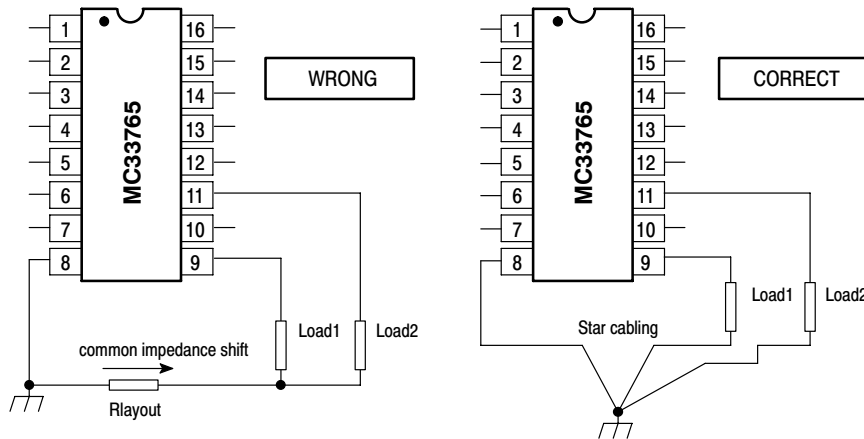 1
2
3
4
5
6
7
8
16
15
14
13
12
11
10
9
MC33765
WRONG
Load1
Load2
common impedance shift
Rlayout
1
2
3
4
5
6
7
8
16
15
14
13
12
11
10
9
MC33765
CORRECT
Load1
Load2
Star cabling